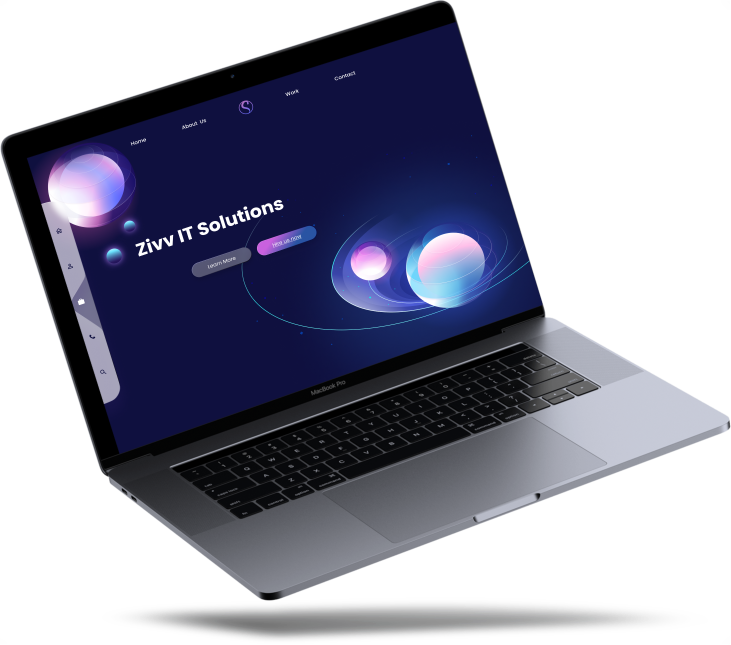 Home
About Us
S
Work
Contact
Zivv IT Solutions
Learn More
hire us now
MacBook Pro